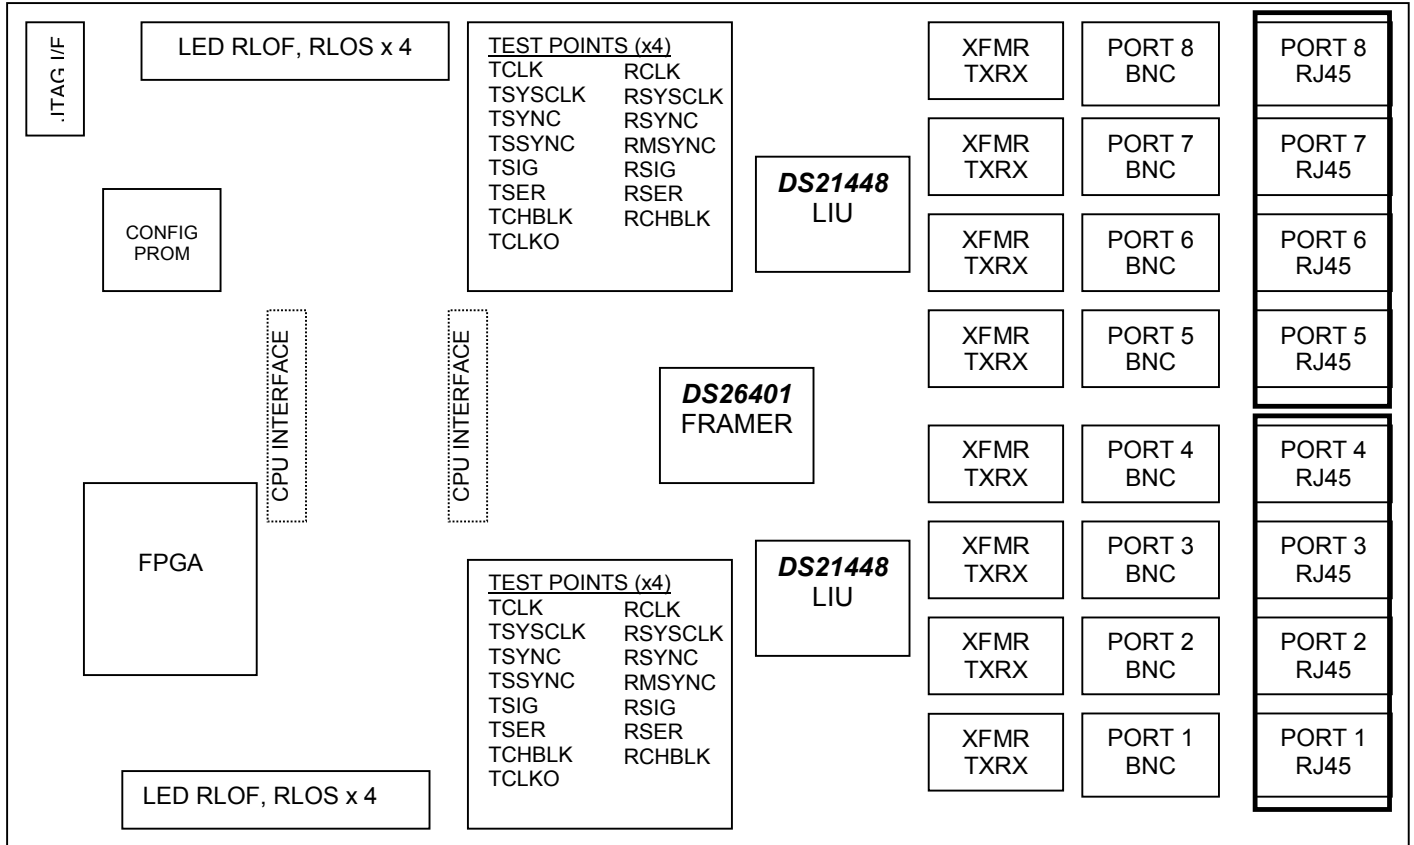 JTAG I/F
LED RLOF, RLOS x 4
TEST POINTS (x4)
TCLK RCLK
TSYSCLK RSYSCLK
TSYNC RSYNC
TSSYNC RMSYNC
TSIG RSIG
TSER RSER
TCHBLK RCHBLK
TCLKO
CONFIG
PROM
DS21448
LIU
XFMR
TXRX
PORT 8
BNC
PORT 8
RJ45
XFMR
TXRX
PORT 7
BNC
PORT 7
RJ45
XFMR
TXRX
PORT 6
BNC
PORT 6
RJ45
XFMR
TXRX
PORT 5
BNC
PORT 5
RJ45
CPU INTERFACE
CPU INTERFACE
DS26401
FRAMER
XFMR
TXRX
PORT 4
BNC
PORT 4
RJ45
FPGA
DS21448
LIU
XFMR
TXRX
PORT 3
BNC
PORT 3
RJ45
XFMR
TXRX
PORT 2
BNC
PORT 2
RJ45
XFMR
TXRX
PORT 1
BNC
PORT 1
RJ45
TEST POINTS (x4)
TCLK RCLK
TSYSCLK RSYSCLK
TSYNC RSYNC
TSSYNC RMSYNC
TSIG RSIG
TSER RSER
TCHBLK RCHBLK
TCLKO
LED RLOF, RLOS x 4